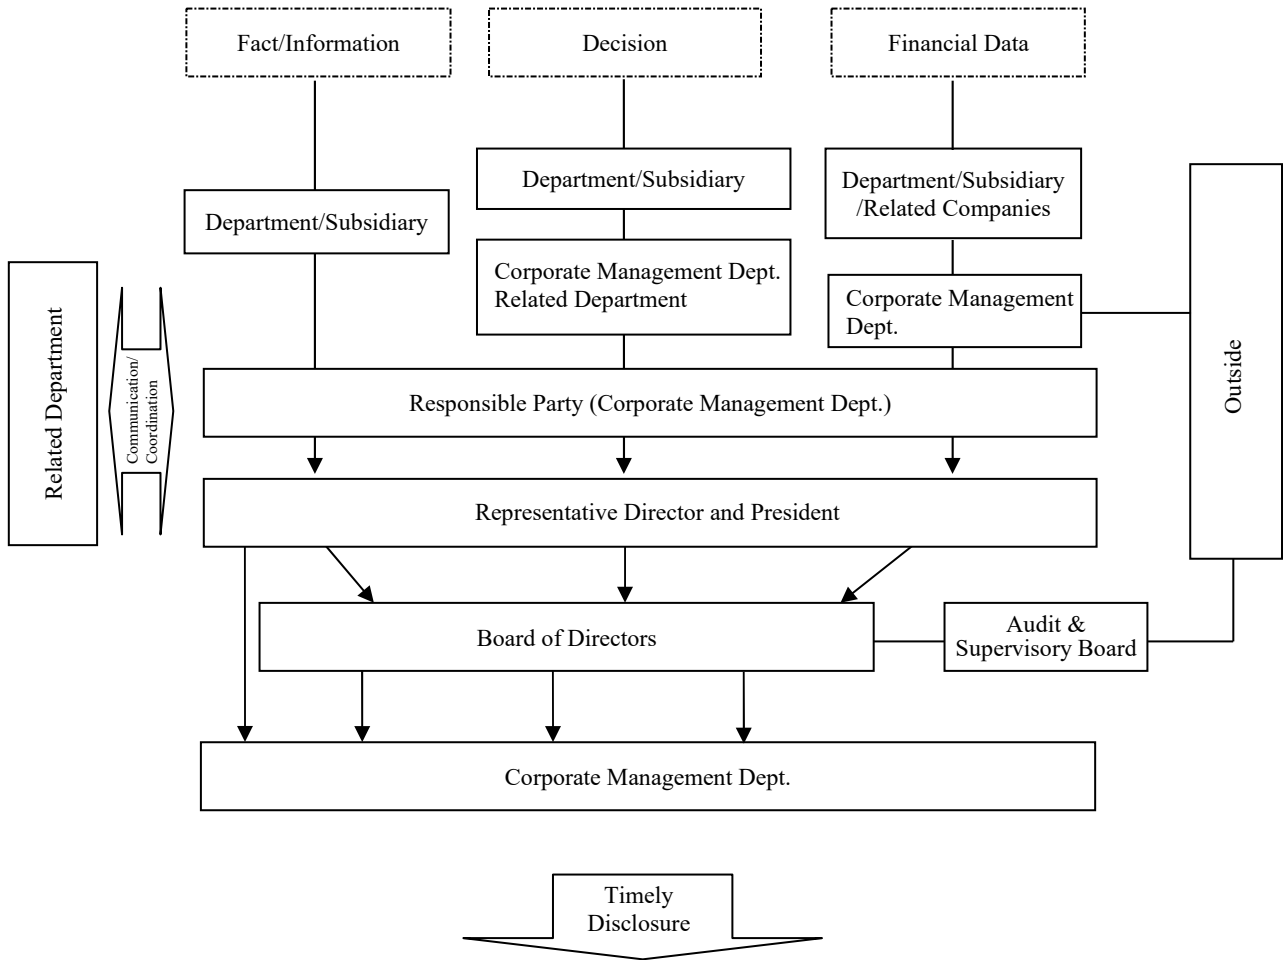 Fact/Information
Decision
Financial Data
Department/Subsidiary
Department/Subsidiary
Department/Subsidiary
/Related Companies
Corporate Management Dept.
Related Department
Corporate Management
Dept.
Related Department
Communication/
Coordination
Outside
Responsible Party (Corporate Management Dept.)
Representative Director and President
Board of Directors
Audit &
Supervisory Board
Corporate Management Dept.
Timely
Disclosure